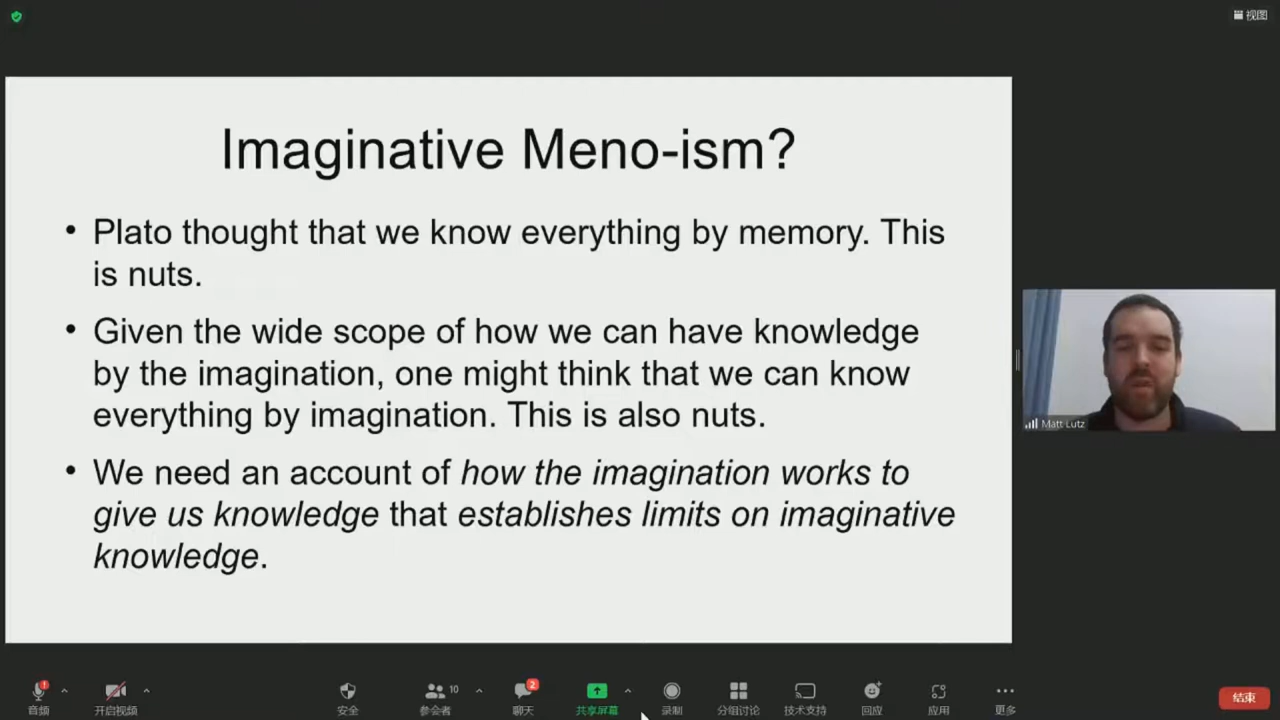 视图
Imaginative Meno-ism?
• Plato thought that we know everything by memory. This
is nuts.
• Given the wide scope of how we can have knowledge
by the imagination, one might think that we can know
everything by imagination. This is also nuts.
• We need an account of how the imagination works to
give us knowledge that establishes limits on imaginative
knowledge.
Matt Lutz
10
2
音频
开启视频
安全
参会者
聊天
共享屏幕
录制
分组讨论
技术支持
回应
应用
更多
结束